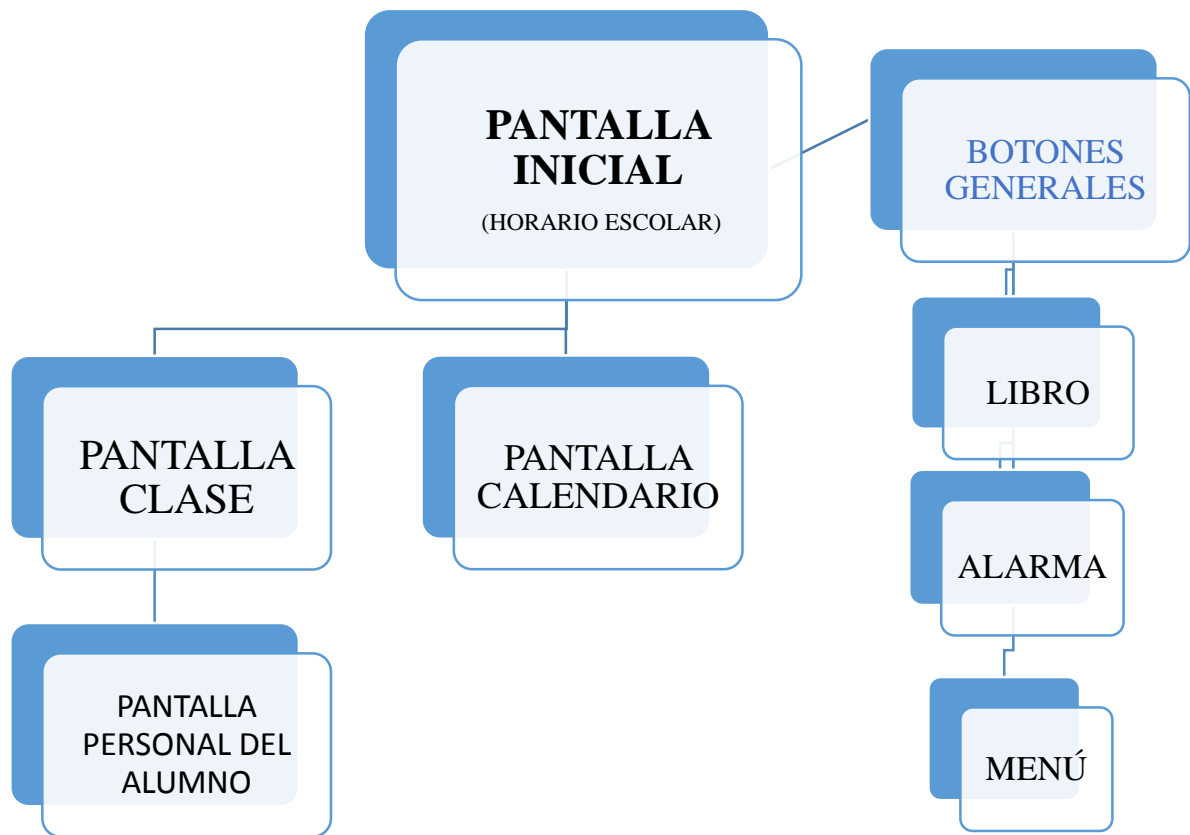 PANTALLA
INICIAL
(HORARIO ESCOLAR)
BOTONES
GENERALES
LIBRO
PANTALLA
CLASE
PANTALLA
CALENDARIO
ALARMA
PANTALLA
PERSONAL DEL
ALUMNO
MENÚ